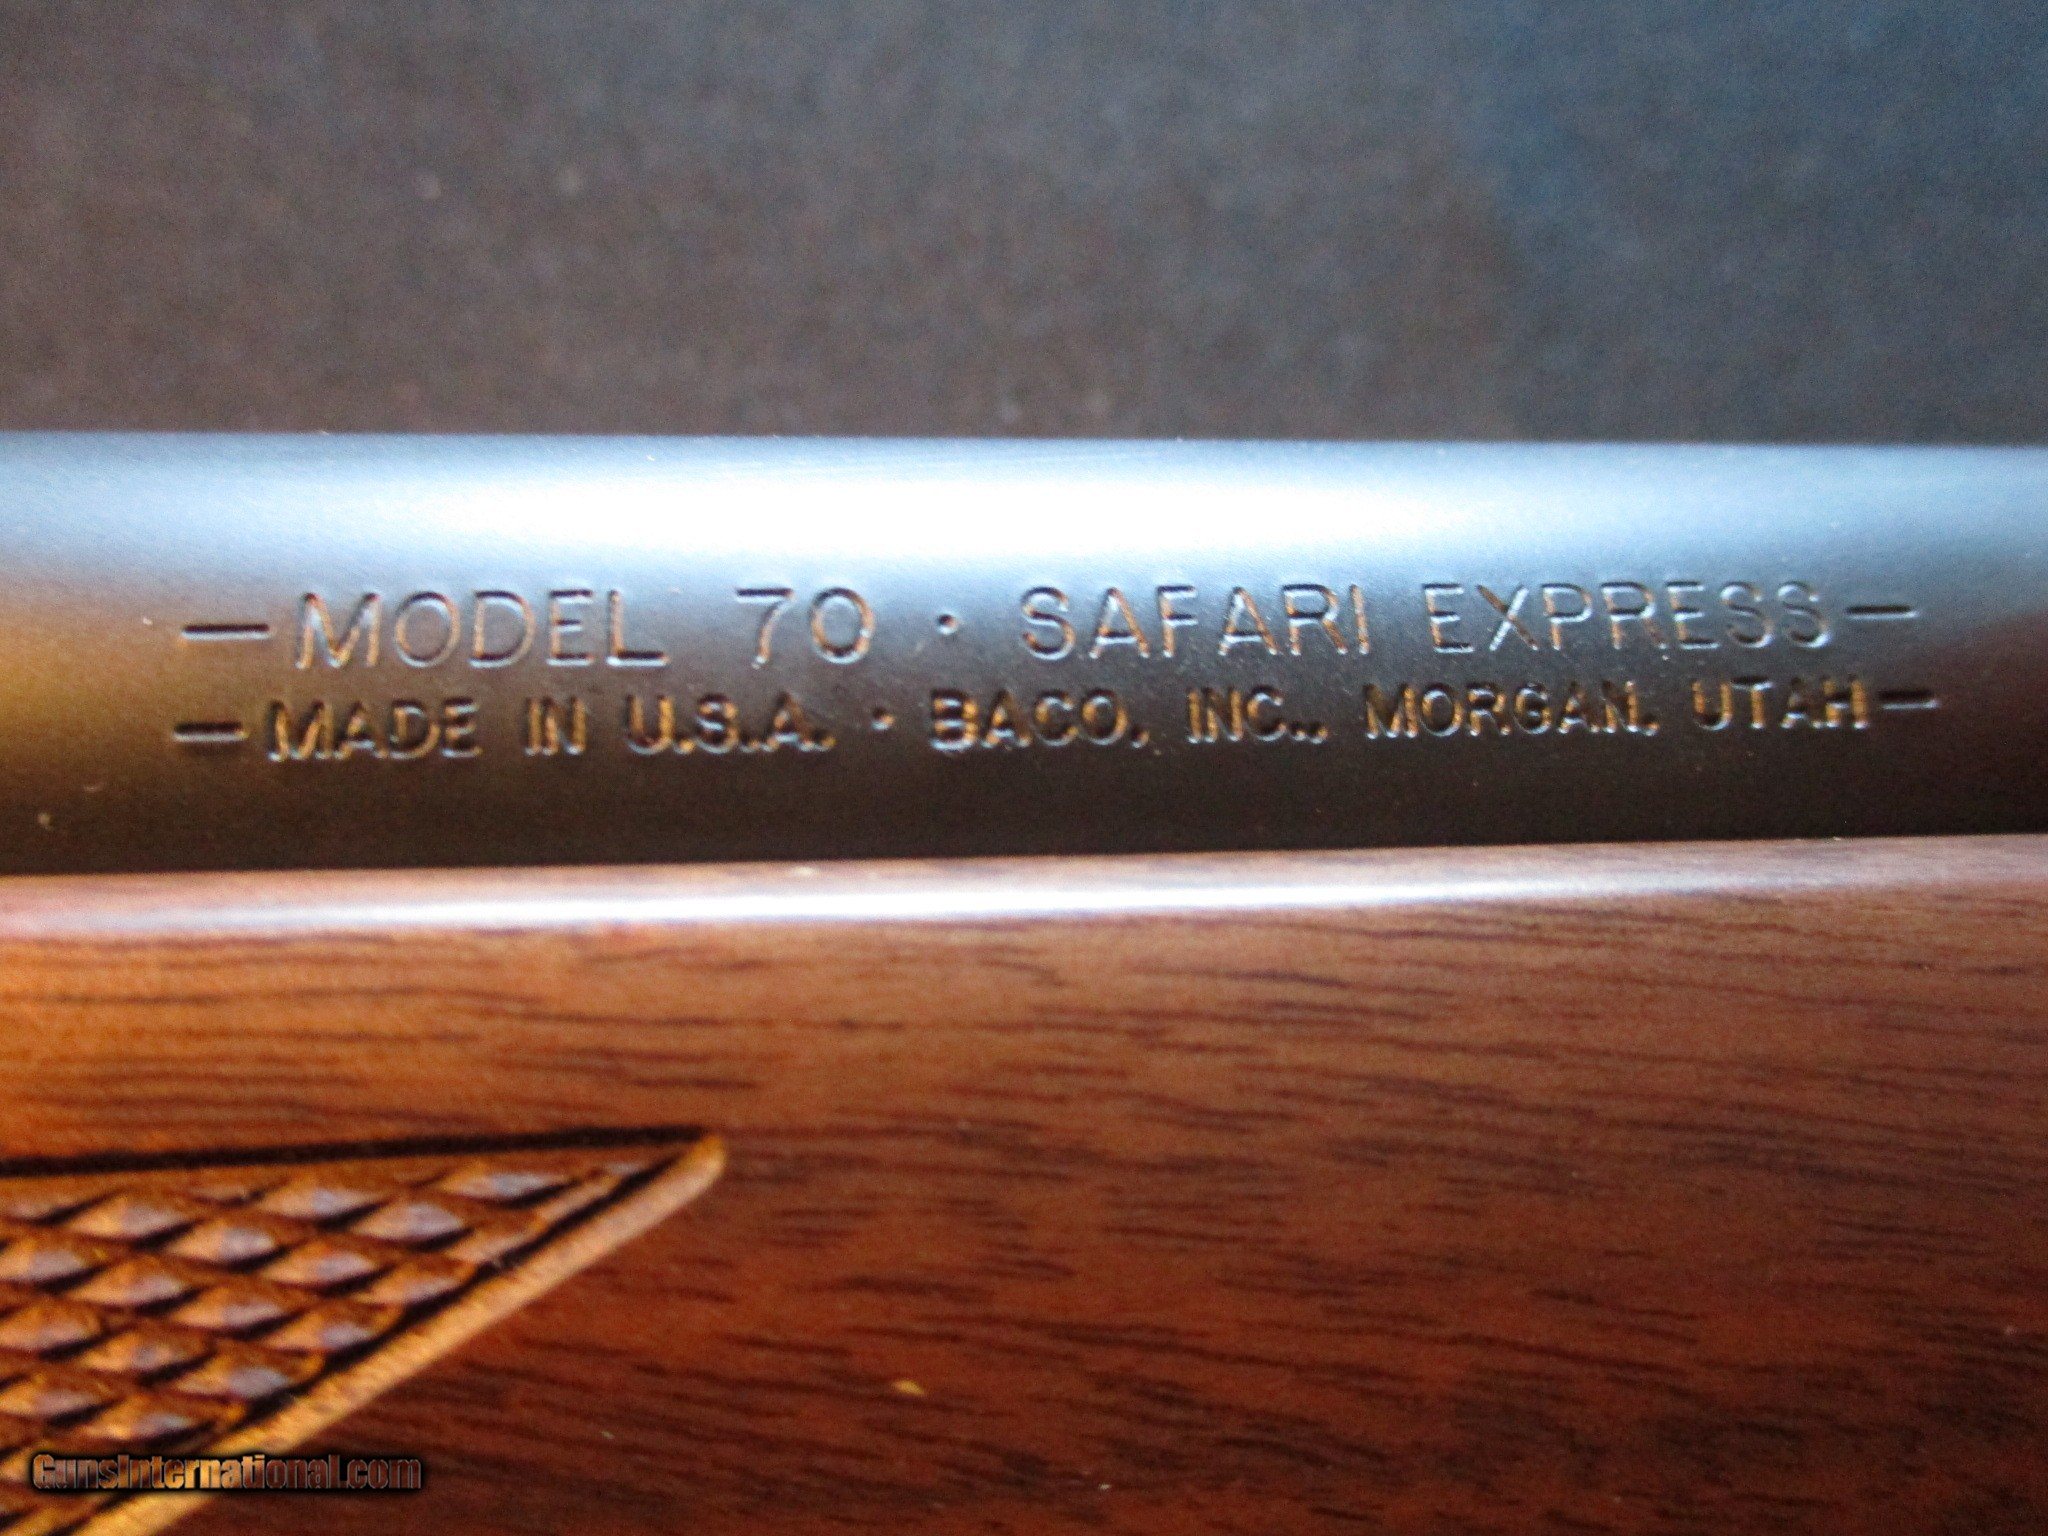 — MODEL 70 · SAFARI EXPRESS —
— MADE IN U.S.A. · BACO, INC., MORGAN, UTAH —
GunsInternational.com